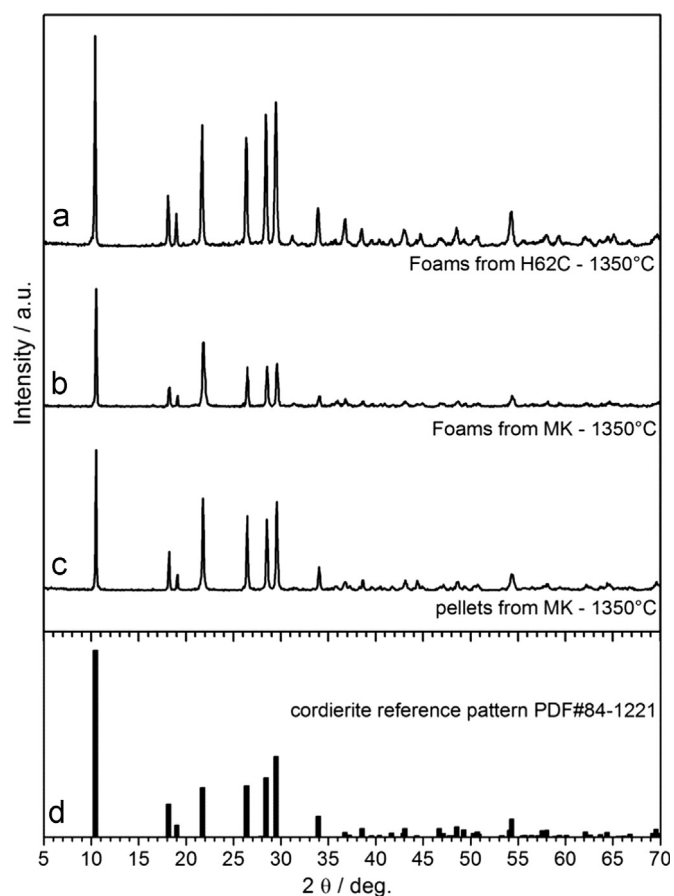 a
Foams from H62C - 1350°C
b
Foams from MK - 1350°C
c
pellets from MK - 1350°C
Intensity / a.u.
cordierite reference pattern PDF#84-1221
d
5 10 15 20 25 30 35 40 45 50 55 60 65 70
2 θ / deg.